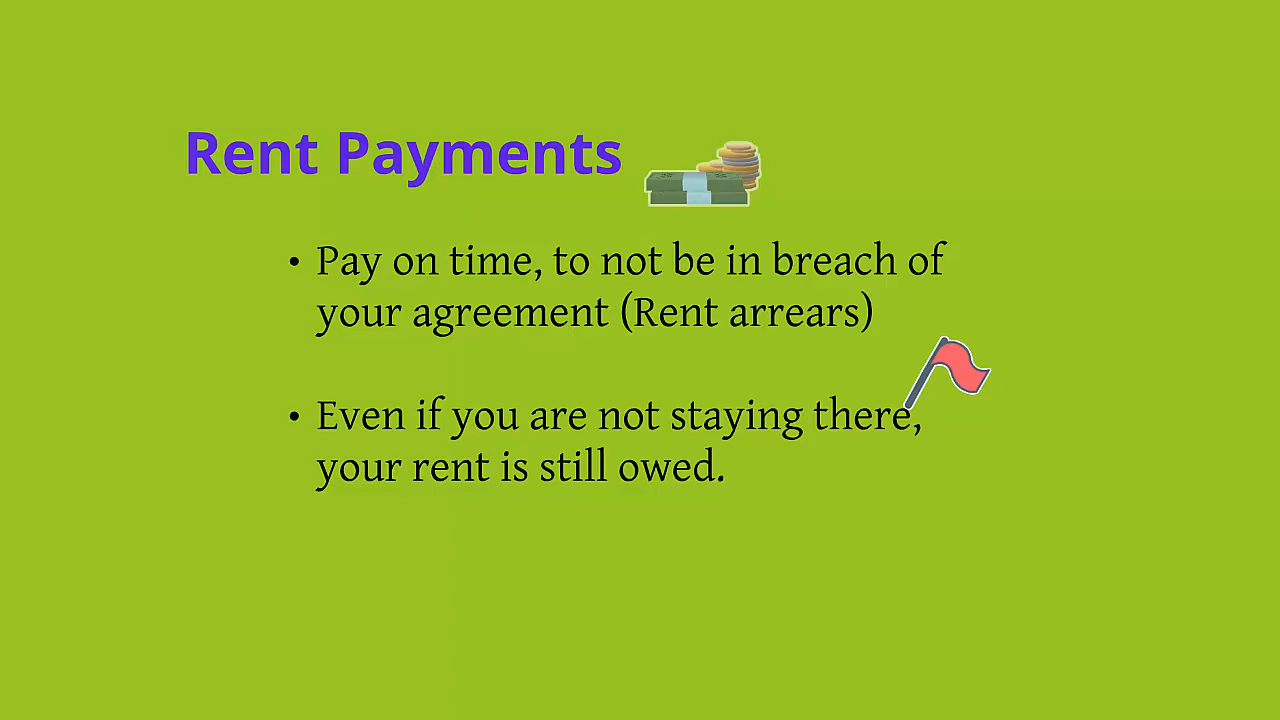 Rent Payments
• Pay on time, to not be in breach of
your agreement (Rent arrears)
• Even if you are not staying there,
your rent is still owed.